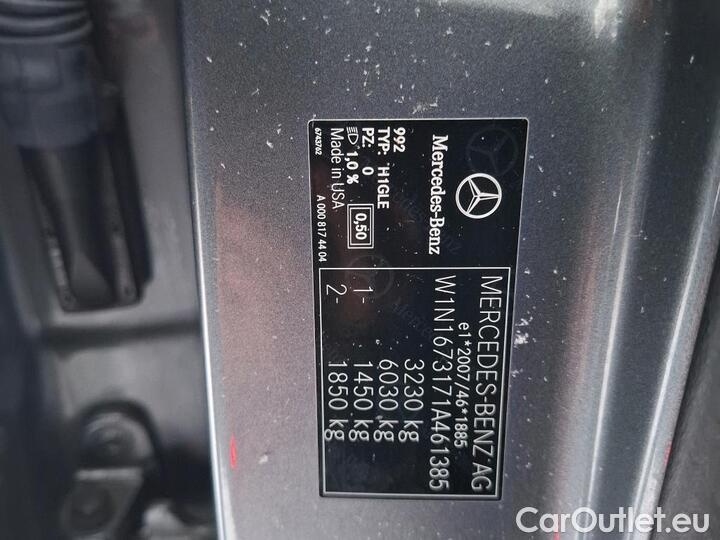 MERCEDES-BENZ AG
e1*2007/46*1885
W1N1673171A461385
3230 kg
6030 kg
1- 1450 kg
2- 1850 kg
Mercedes-Benz
992
TYP: H1GLE
PZ: 0
1,0 % 0,50
Made in USA
6743762
A 000 817 44 04
CarOutlet.eu